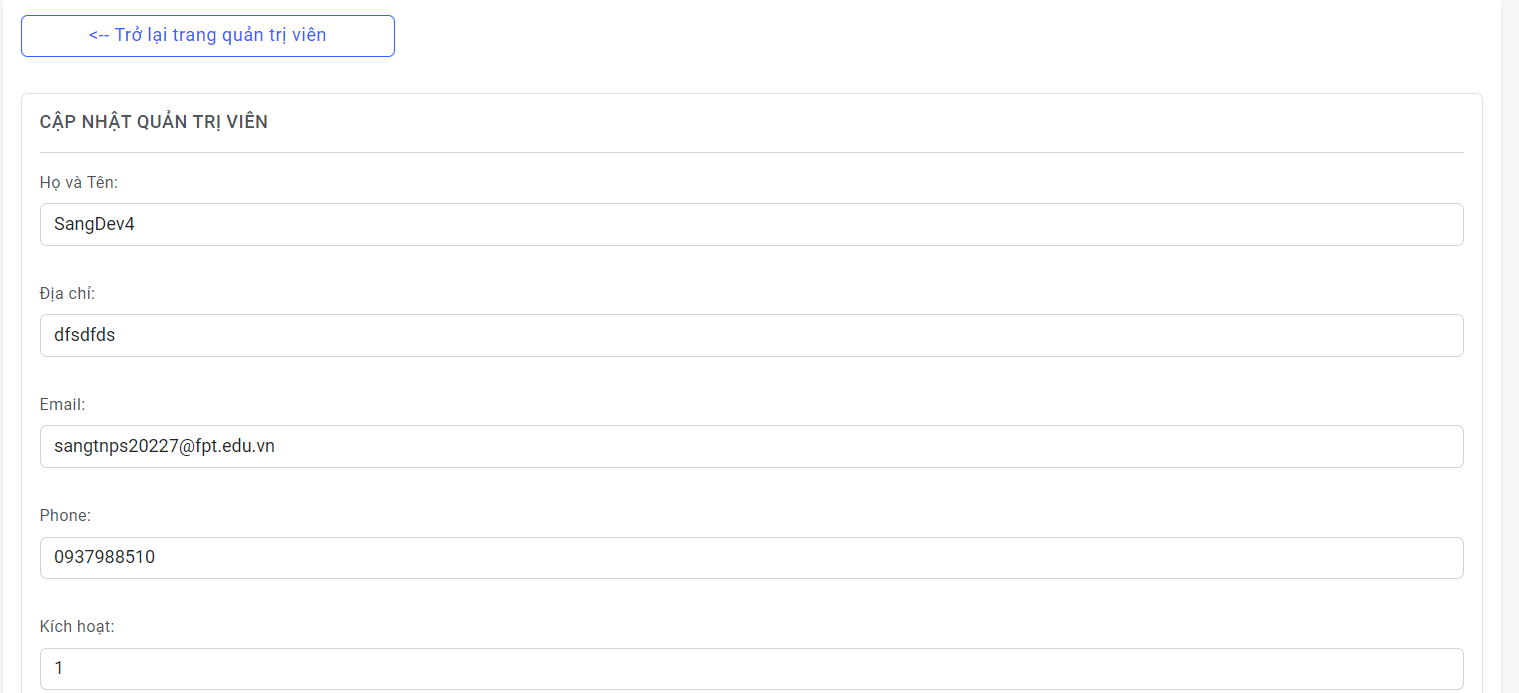 <-- Trở lại trang quản trị viên
CẬP NHẬT QUẢN TRỊ VIÊN
Họ và Tên:
SangDev4
Địa chỉ:
dfsdfds
Email:
sangtnps20227@fpt.edu.vn
Phone:
0937988510
Kích hoạt:
1